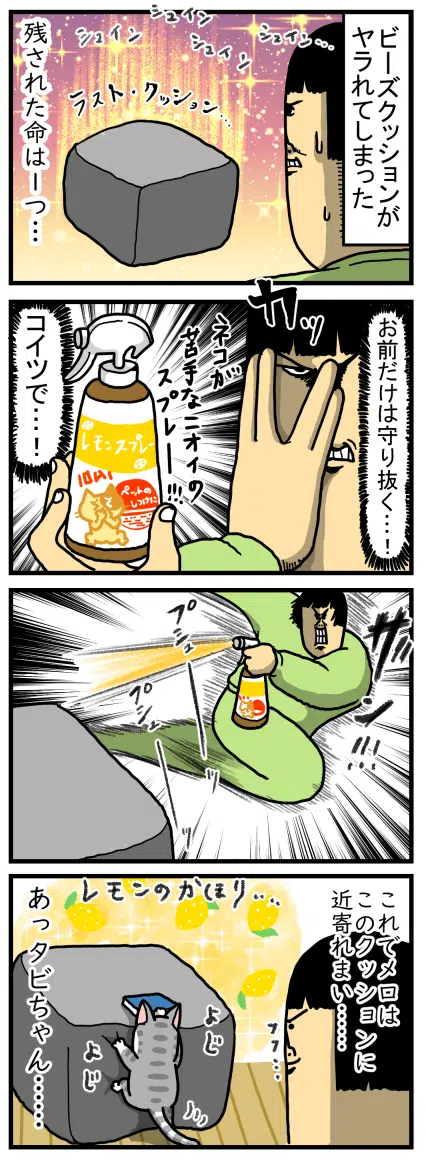 ビーズクッションが
ヤラれてしまった
シュイン
シュイン
シュイン
シュイン…
ラスト・クッション…
残された命は一つ…
お前だけは守り抜く…!
カッ
ネコが
苦手なニオイの
スプレー!!!
レモンスプレー
ペットの
しつけに
コイツで…!
ザンッ!!!
プシュッ
プシュッ
レモンのかほり…
これでメロは
このクッションに
近寄れまい……
フフ…
よじ
よじ
あっタビちゃん……